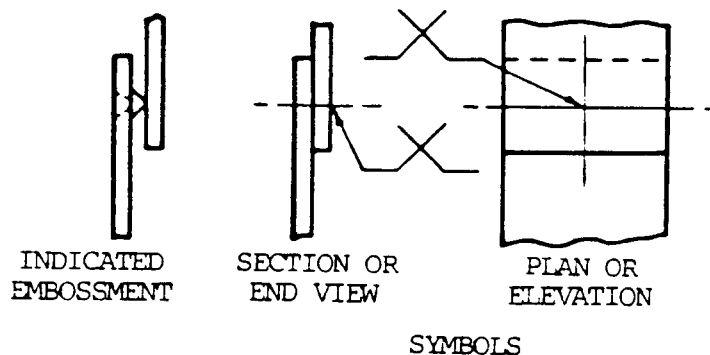 INDICATED
EMBOSSMENT
SECTION OR
END VIEW
PLAN OR
ELEVATION
SYMBOLS